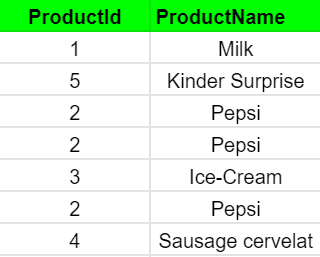 ProductId ProductName
1 Milk
5 Kinder Surprise
2 Pepsi
2 Pepsi
3 Ice-Cream
2 Pepsi
4 Sausage cervelat